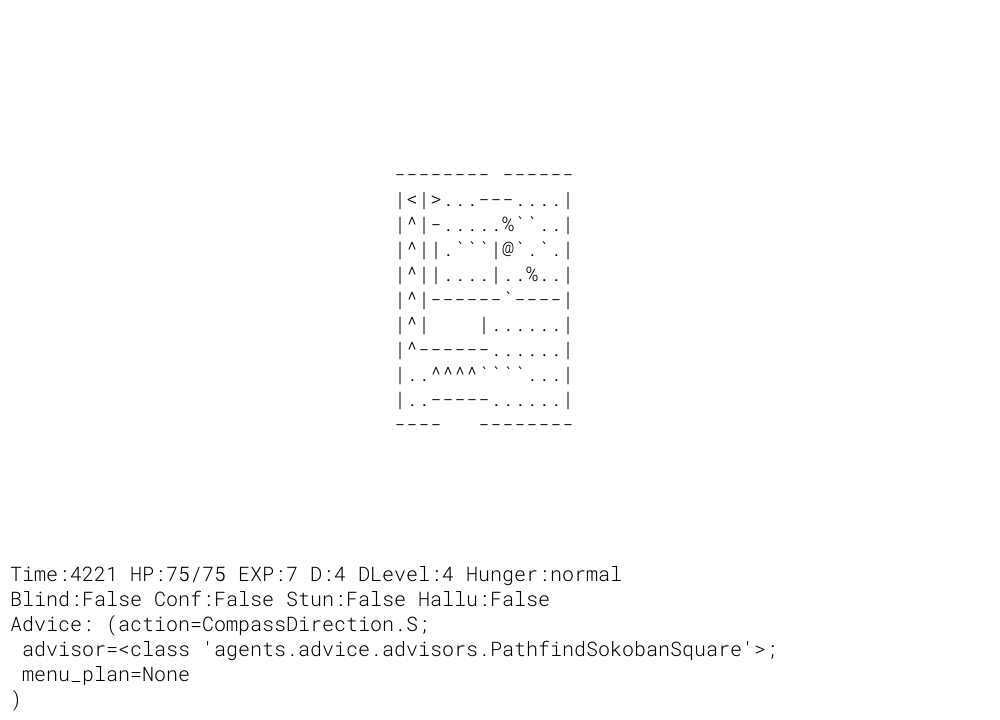 -------- ------
|<|>...---....|
|^|-.....%``..|
|^||.```|@`.`.|
|^||....|..%..|
|^|------`----|
|^|    |......|
|^------......|
|..^^^^````...|
|..-----......|
----   --------
Time:4221 HP:75/75 EXP:7 D:4 DLevel:4 Hunger:normal
Blind:False Conf:False Stun:False Hallu:False
Advice: (action=CompassDirection.S;
 advisor=<class 'agents.advice.advisors.PathfindSokobanSquare'>;
 menu_plan=None
)